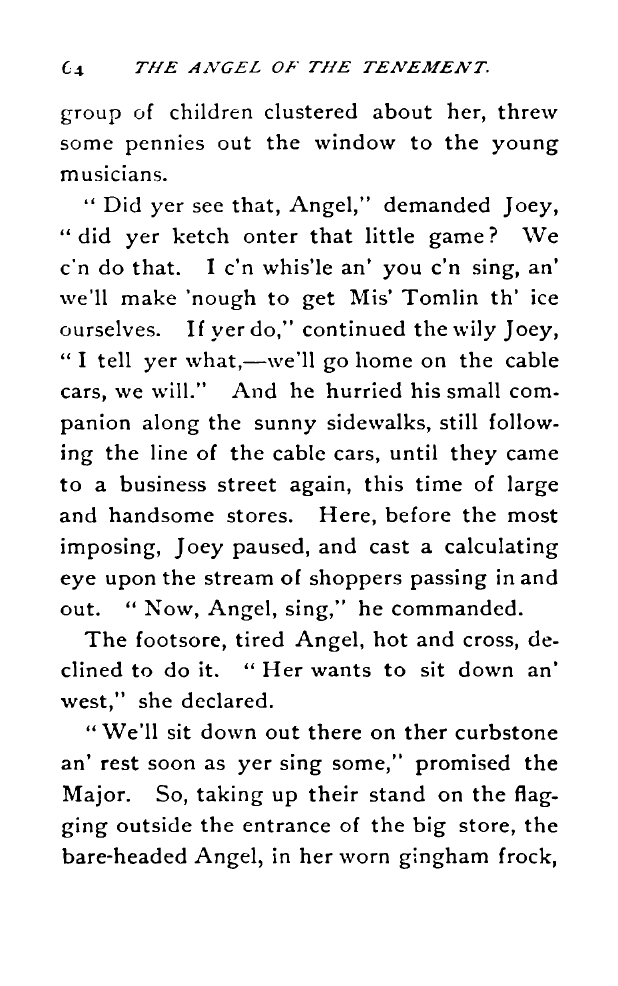 64 THE ANGEL OF THE TENEMENT.
group of children clustered about her, threw
some pennies out the window to the young
musicians.
“ Did yer see that, Angel,” demanded Joey,
“ did yer ketch onter that little game? We
c'n do that. I c'n whis'le an' you c'n sing, an'
we'll make 'nough to get Mis' Tomlin th' ice
ourselves. If yer do,” continued the wily Joey,
“ I tell yer what,—we'll go home on the cable
cars, we will.” And he hurried his small com-
panion along the sunny sidewalks, still follow-
ing the line of the cable cars, until they came
to a business street again, this time of large
and handsome stores. Here, before the most
imposing, Joey paused, and cast a calculating
eye upon the stream of shoppers passing in and
out. “ Now, Angel, sing,” he commanded.
The footsore, tired Angel, hot and cross, de-
clined to do it. “ Her wants to sit down an'
west,” she declared.
“ We'll sit down out there on ther curbstone
an' rest soon as yer sing some,” promised the
Major. So, taking up their stand on the flag-
ging outside the entrance of the big store, the
bare-headed Angel, in her worn gingham frock,